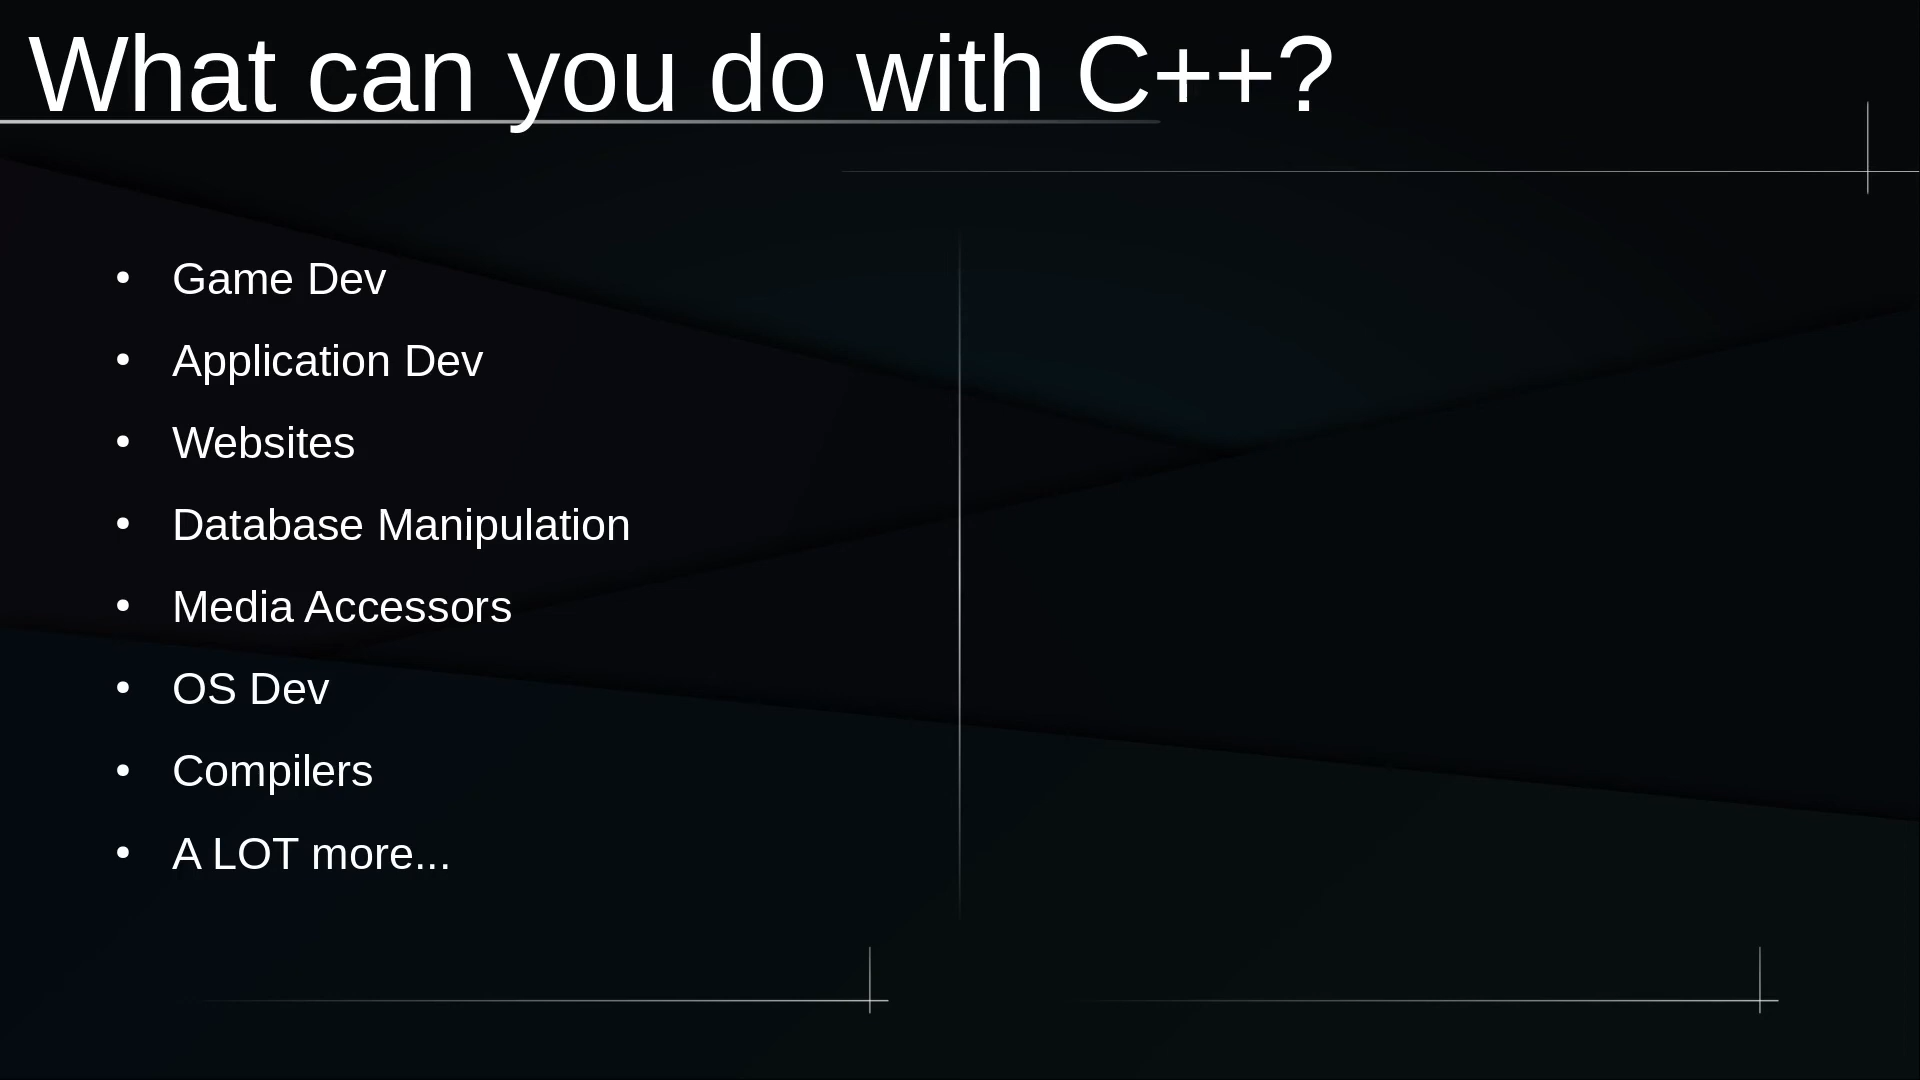 What can you do with C++?
• Game Dev
• Application Dev
• Websites
• Database Manipulation
• Media Accessors
• OS Dev
• Compilers
• A LOT more...